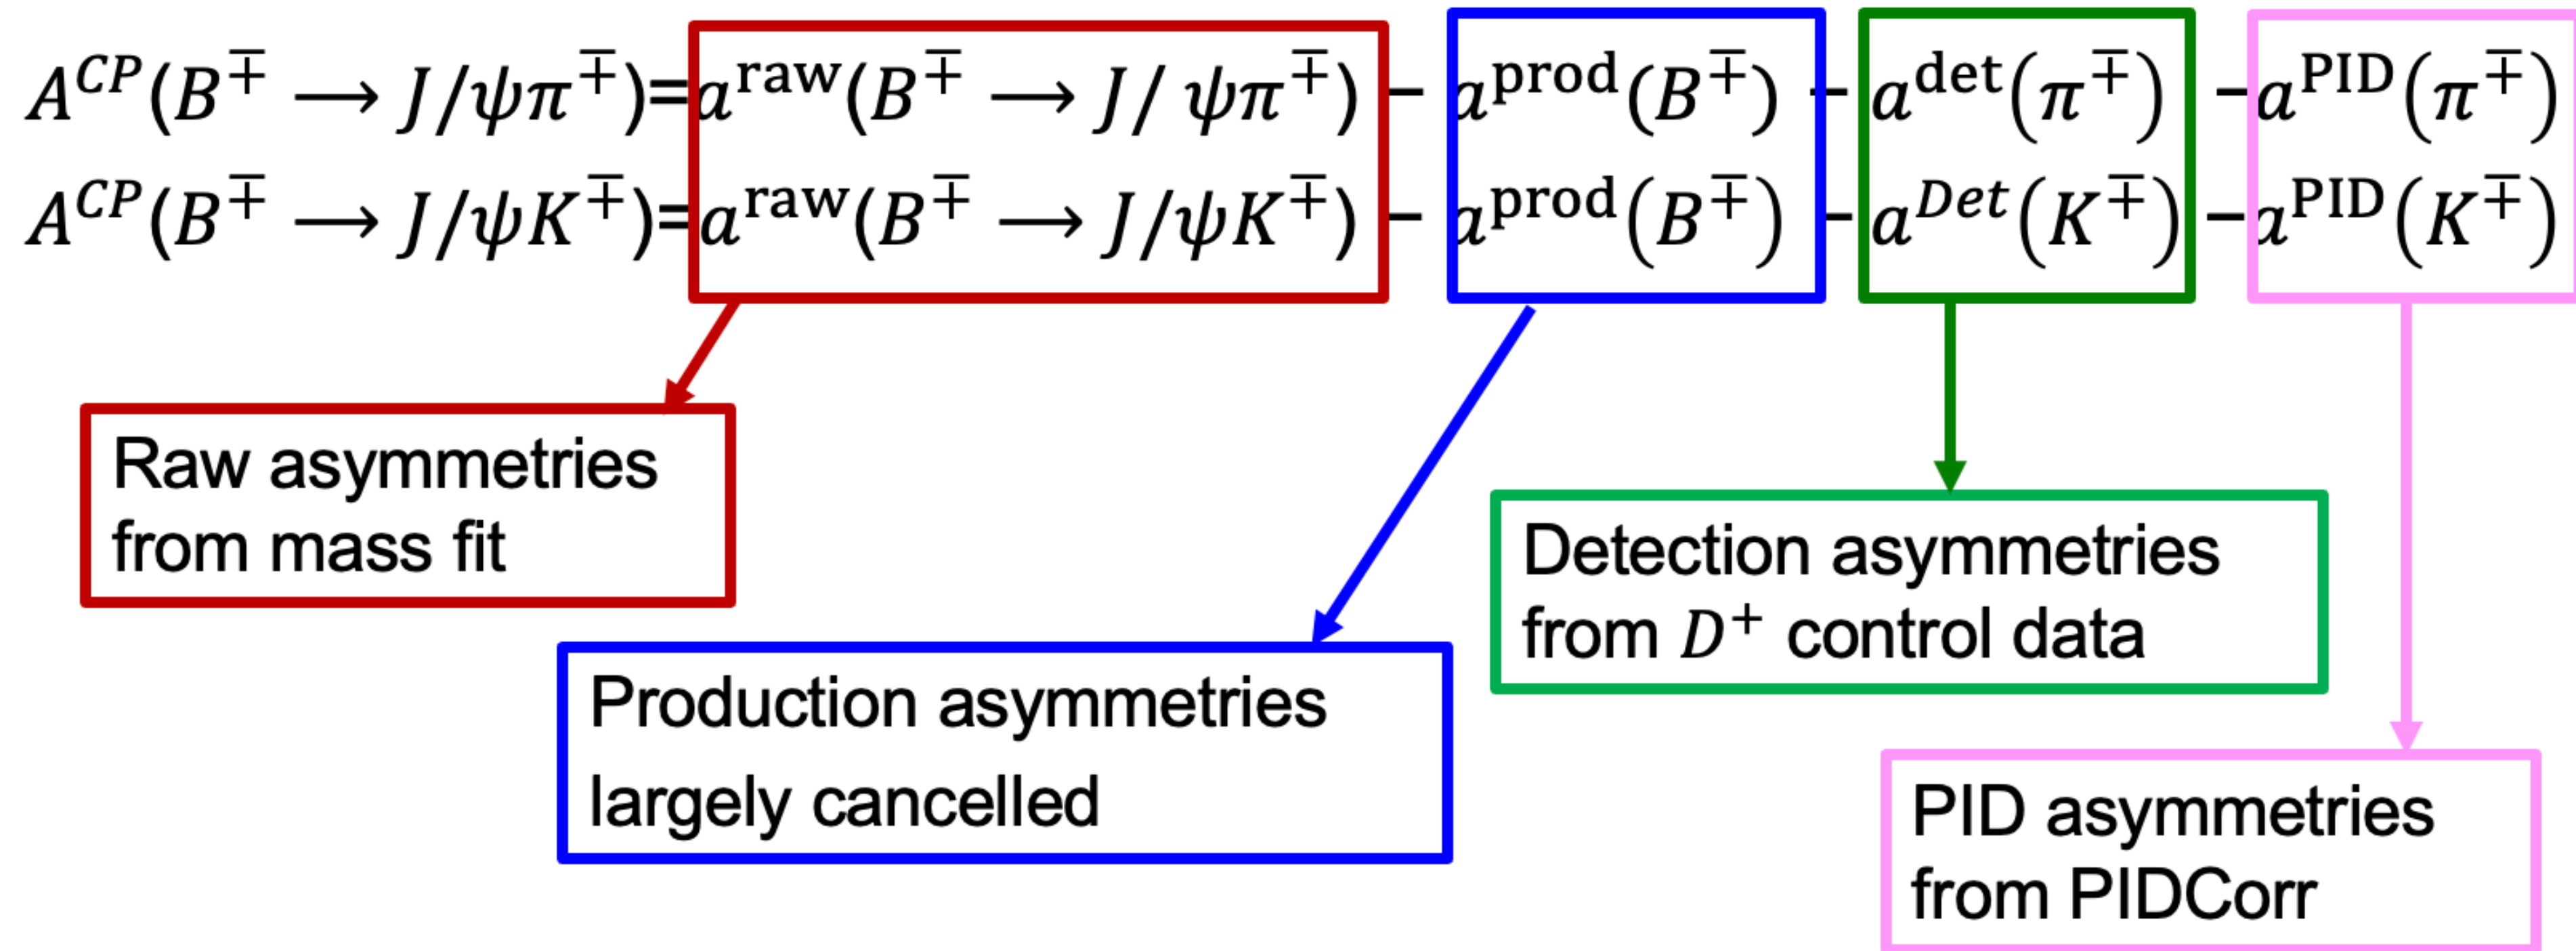 A^{CP}(B^∓ ⟶ J/ψπ^∓)=a^{raw}(B^∓ ⟶ J/ ψπ^∓) − a^{prod}(B^∓) − a^{det}(π^∓) −a^{PID}(π^∓)
A^{CP}(B^∓ ⟶ J/ψK^∓)=a^{raw}(B^∓ ⟶ J/ψK^∓) − a^{prod}(B^∓) −a^{Det}(K^∓) −a^{PID}(K^∓)
Raw asymmetries
from mass fit
Detection asymmetries
from D^+ control data
Production asymmetries
largely cancelled
PID asymmetries
from PIDCorr